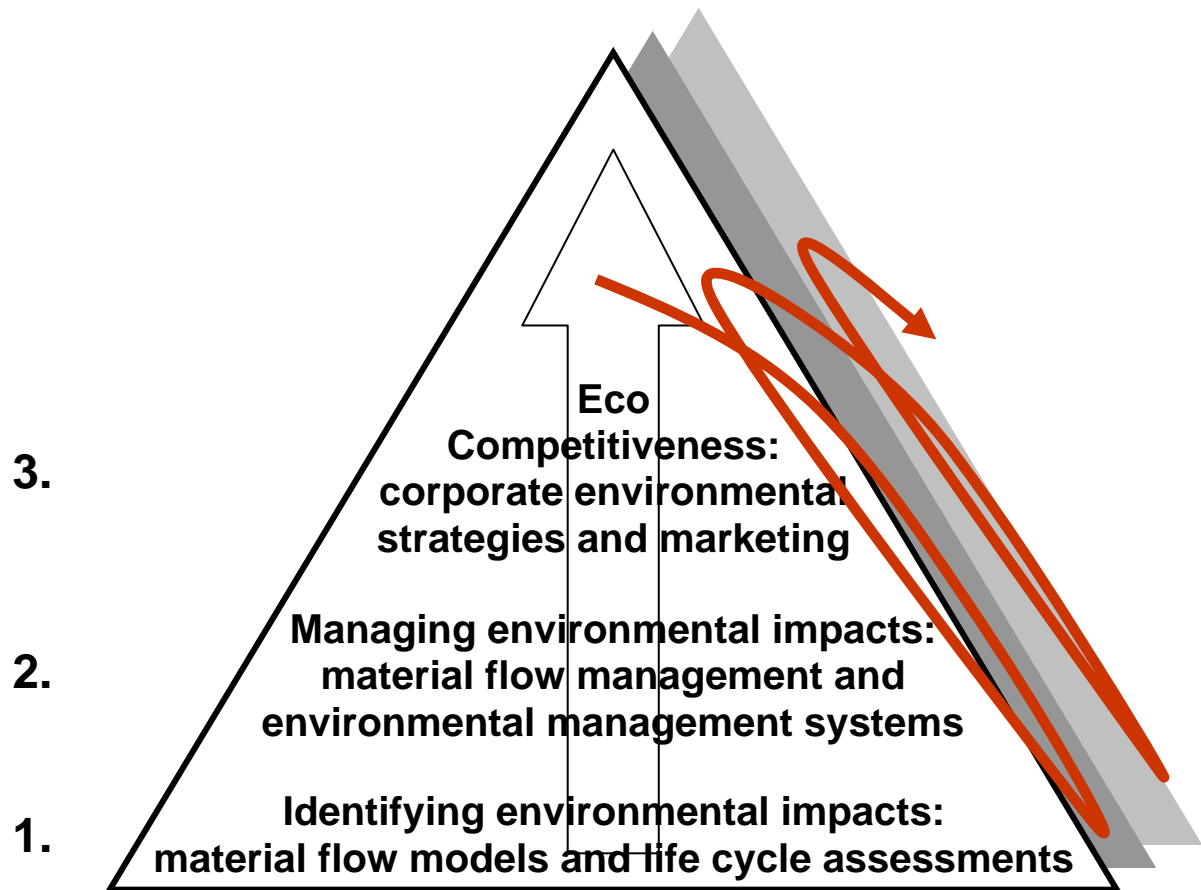 Eco
Competitiveness:
3.
corporate environmental
strategies and marketing
Managing environmental impacts:
2.
material flow management and
environmental management systems
Identifying environmental impacts:
1.
material flow models and life cycle assessments